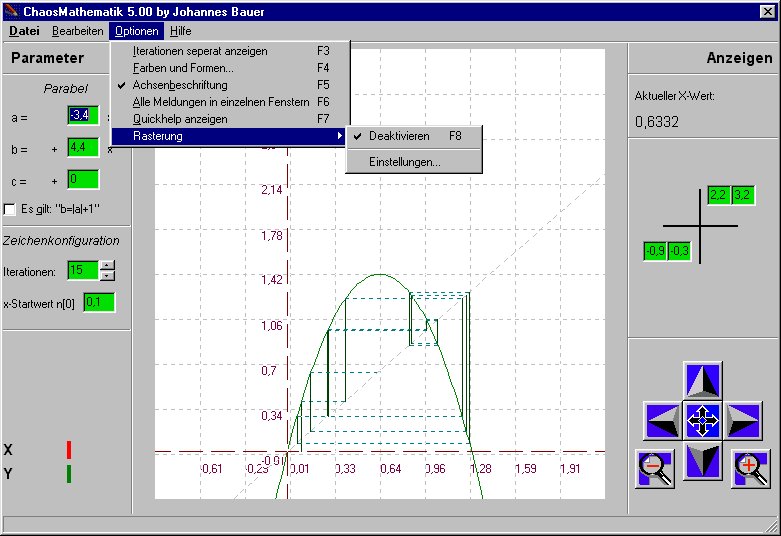 ChaosMathematik 5.00 by Johannes Bauer
Datei Bearbeiten Optionen Hilfe
Iterationen seperat anzeigen F3
Farben und Formen... F4
Achsenbeschriftung F5
Alle Meldungen in einzelnen Fenstern F6
Quickhelp anzeigen F7
Rasterung
Deaktivieren F8
Einstellungen...
Parameter
Parabel
a = -3,4
b = + 4,4 x
c = + 0
Es gilt: "b=|a|+1"
Zeichenkonfiguration
Iterationen: 15
x-Startwert n[0] 0,1
X
Y
2,14
1,78
1,42
1,06
0,7
0,34
-0,61 -0,25 0,01 0,33 0,64 0,96 1,28 1,59 1,91
Anzeigen
Aktueller X-Wert:
0,6332
2,2 3,2
-0,9 -0,3